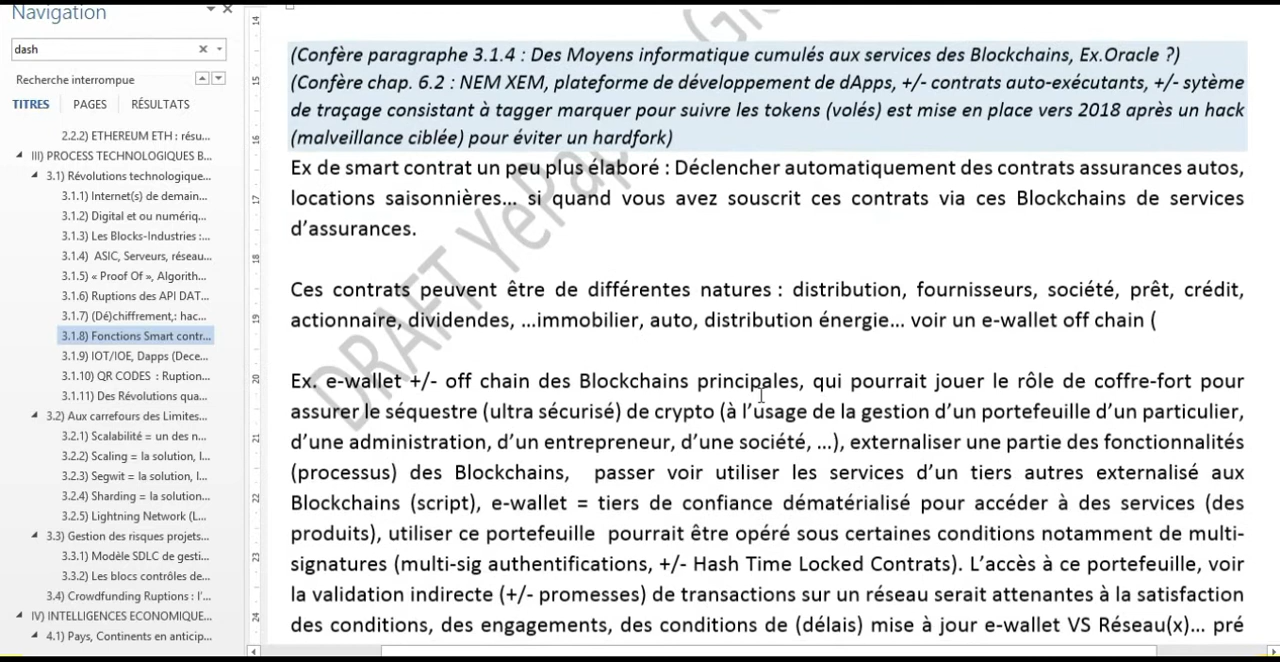 Navigation
dash
Recherche interrompue
TITRES PAGES RÉSULTATS
2.2.2) ETHEREUM ETH : résu...
III) PROCESS TECHNOLOGIQUES B...
3.1) Révolutions technologique...
3.1.1) Internet(s) de demain...
3.1.2) Digital et ou numériq...
3.1.3) Les Blocks-Industries :...
3.1.4) ASIC, Serveurs, réseau...
3.1.5) « Proof Of », Algorith...
3.1.6) Ruptions des API DAT...
3.1.7) (Dé)chiffrement,: hac...
3.1.8) Fonctions Smart contr...
3.1.9) IOT/IOE, Dapps (Dece...
3.1.10) QR CODES : Ruption...
3.1.11) Des Révolutions qua...
3.2) Aux carrefours des Limites...
3.2.1) Scalabilité = un des n...
3.2.2) Scaling = la solution, l...
3.2.3) Segwit = la solution, l...
3.2.4) Sharding = la solution...
3.2.5) Lightning Network (L...
3.3) Gestion des risques projets...
3.3.1) Modèle SDLC de gesti...
3.3.2) Les blocs contrôles de...
3.4) Crowdfunding Ruptions : l'...
IV) INTELLIGENCES ECONOMIQUE...
4.1) Pays, Continents en anticip...
14
15
16
17
18
19
20
21
22
23
24
(Confère paragraphe 3.1.4 : Des Moyens informatique cumulés aux services des Blockchains, Ex.Oracle ?)
(Confère chap. 6.2 : NEM XEM, plateforme de développement de dApps, +/- contrats auto-exécutants, +/- sytème
de traçage consistant à tagger marquer pour suivre les tokens (volés) est mise en place vers 2018 après un hack
(malveillance ciblée) pour éviter un hardfork)
Ex de smart contrat un peu plus élaboré : Déclencher automatiquement des contrats assurances autos,
locations saisonnières... si quand vous avez souscrit ces contrats via ces Blockchains de services
d'assurances.
Ces contrats peuvent être de différentes natures : distribution, fournisseurs, société, prêt, crédit,
actionnaire, dividendes, ...immobilier, auto, distribution énergie... voir un e-wallet off chain (
Ex. e-wallet +/- off chain des Blockchains principales, qui pourrait jouer le rôle de coffre-fort pour
assurer le séquestre (ultra sécurisé) de crypto (à l'usage de la gestion d'un portefeuille d'un particulier,
d'une administration, d'un entrepreneur, d'une société, ...), externaliser une partie des fonctionnalités
(processus) des Blockchains, passer voir utiliser les services d'un tiers autres externalisé aux
Blockchains (script), e-wallet = tiers de confiance dématérialisé pour accéder à des services (des
produits), utiliser ce portefeuille pourrait être opéré sous certaines conditions notamment de multi-
signatures (multi-sig authentifications, +/- Hash Time Locked Contrats). L'accès à ce portefeuille, voir
la validation indirecte (+/- promesses) de transactions sur un réseau serait attenantes à la satisfaction
des conditions, des engagements, des conditions de (délais) mise à jour e-wallet VS Réseau(x)... pré
DRAFT